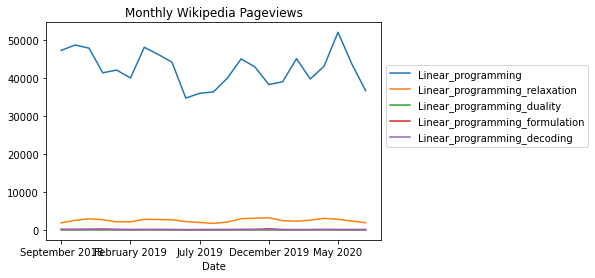 Monthly Wikipedia Pageviews
50000
40000
30000
20000
10000
0
Linear_programming
Linear_programming_relaxation
Linear_programming_duality
Linear_programming_formulation
Linear_programming_decoding
September 2018 February 2019 July 2019 December 2019 May 2020
Date